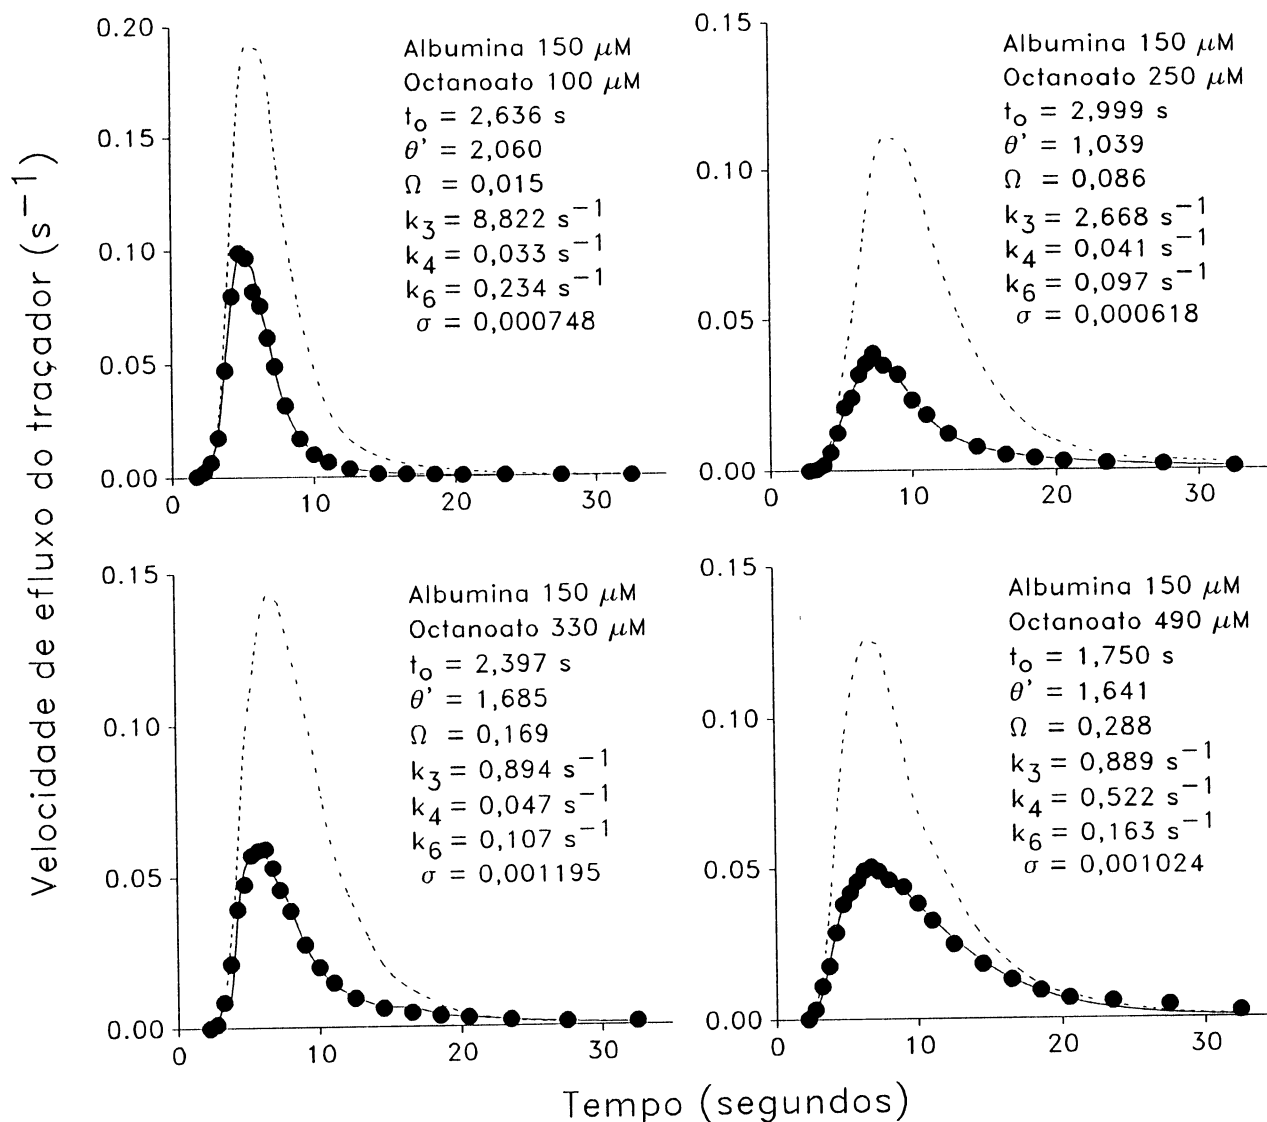 Velocidade de efluxo do traçador (s⁻¹)
0.20
0.15
0.10
0.05
0.00
0
10
20
30
Albumina 150 μM
Octanoato 100 μM
t₀ = 2,636 s
θ' = 2,060
Ω = 0,015
k₃ = 8,822 s⁻¹
k₄ = 0,033 s⁻¹
k₆ = 0,234 s⁻¹
σ = 0,000748
0.15
0.10
0.05
0.00
0
10
20
30
Albumina 150 μM
Octanoato 250 μM
t₀ = 2,999 s
θ' = 1,039
Ω = 0,086
k₃ = 2,668 s⁻¹
k₄ = 0,041 s⁻¹
k₆ = 0,097 s⁻¹
σ = 0,000618
0.15
0.10
0.05
0.00
0
10
20
30
Albumina 150 μM
Octanoato 330 μM
t₀ = 2,397 s
θ' = 1,685
Ω = 0,169
k₃ = 0,894 s⁻¹
k₄ = 0,047 s⁻¹
k₆ = 0,107 s⁻¹
σ = 0,001195
0.15
0.10
0.05
0.00
0
10
20
30
Albumina 150 μM
Octanoato 490 μM
t₀ = 1,750 s
θ' = 1,641
Ω = 0,288
k₃ = 0,889 s⁻¹
k₄ = 0,522 s⁻¹
k₆ = 0,163 s⁻¹
σ = 0,001024
Tempo (segundos)